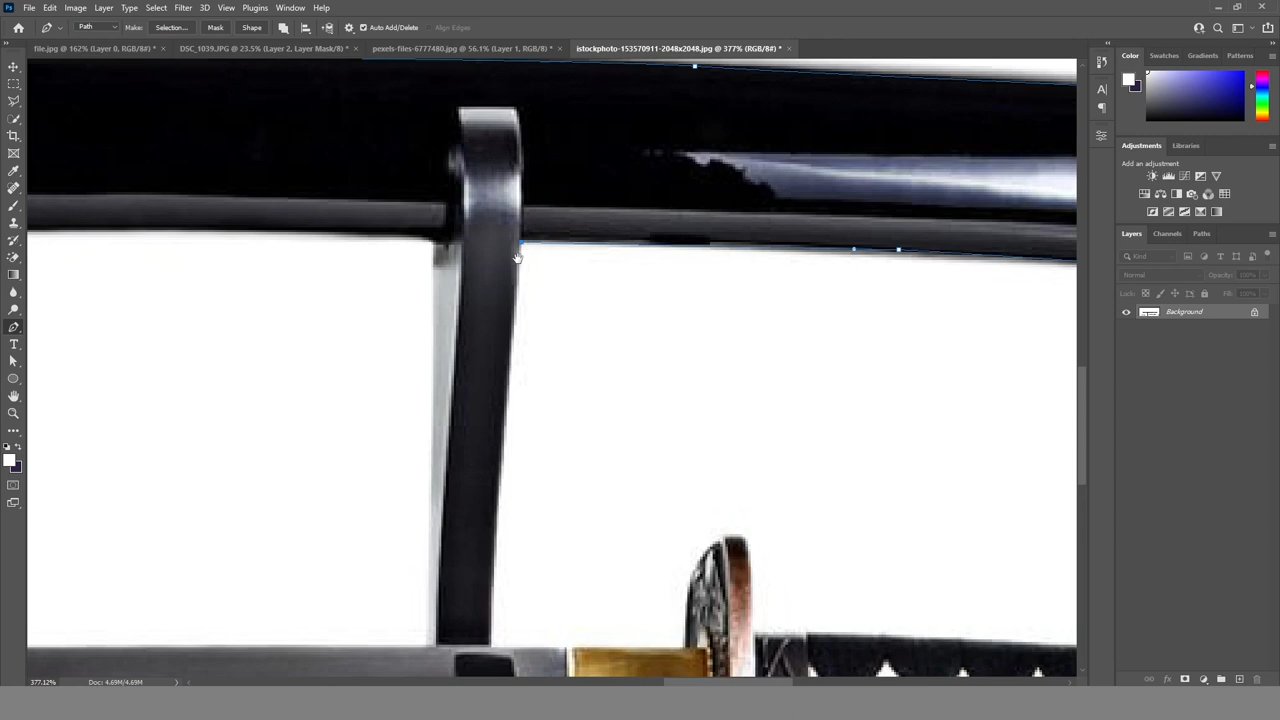 Ps File Edit Image Layer Type Select Filter 3D View Plugins Window Help
Path Make: Selection... Mask Shape Auto Add/Delete Align Edges
file.jpg @ 162% (Layer 0, RGB/8#) * × DSC_1039.JPG @ 23.5% (Layer 2, Layer Mask/8) * × pexels-files-6777480.jpg @ 56.1% (Layer 1, RGB/8) * × istockphoto-153570911-2048x2048.jpg @ 377% (RGB/8#) * ×
Color Swatches Gradients Patterns
Adjustments Libraries
Add an adjustment
Layers Channels Paths
Kind
Normal Opacity: 100%
Lock: Fill: 100%
Background
377.12% Doc: 4.69M/4.69M